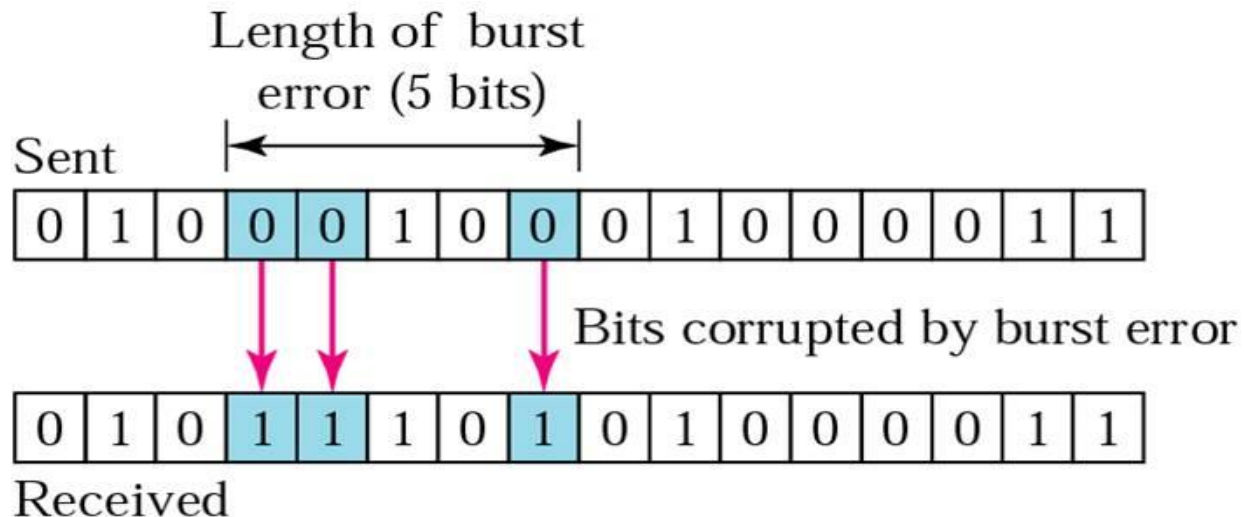 Length of burst
error (5 bits)
Sent
0 1 0 0 0 1 0 0 0 1 0 0 0 0 1 1
Bits corrupted by burst error
0 1 0 1 1 1 0 1 0 1 0 0 0 0 1 1
Received